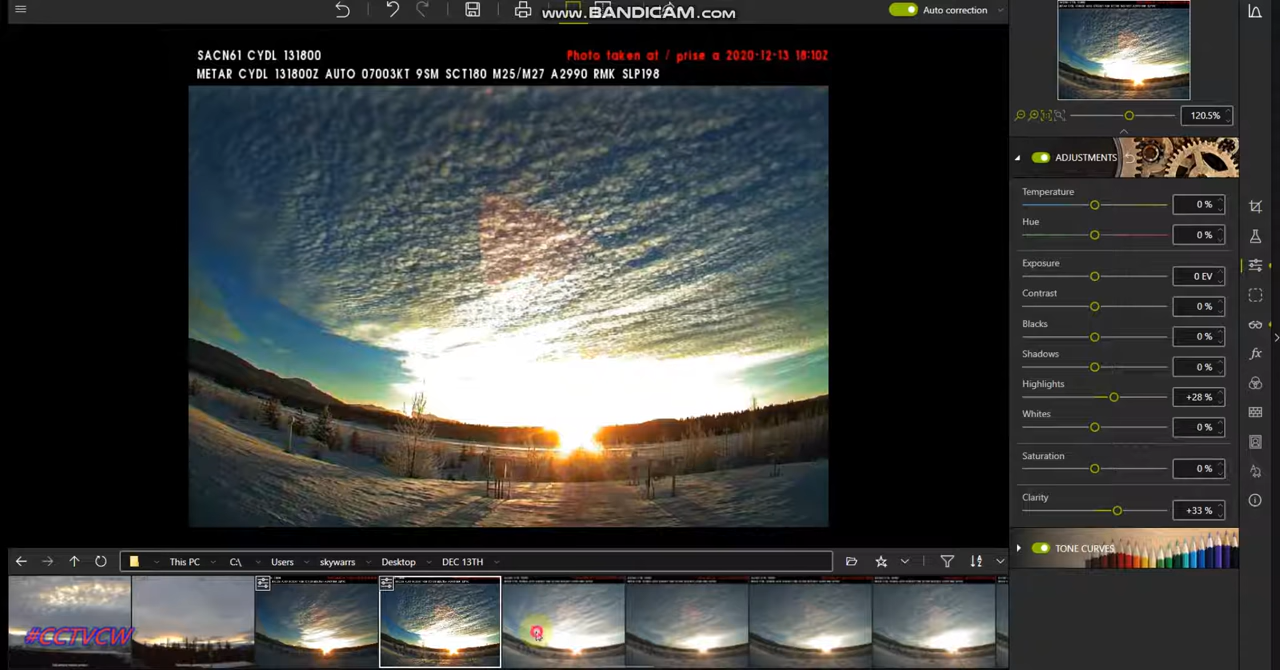 www.BANDICAM.com
Auto correction
SACN61 CYDL 131800
Photo taken at / prise a 2020-12-13 18:10Z
METAR CYDL 131800Z AUTO 07003KT 9SM SCT180 M25/M27 A2990 RMK SLP198
120.5%
ADJUSTMENTS
Temperature
0 %
Hue
0 %
Exposure
0 EV
Contrast
0 %
Blacks
0 %
Shadows
0 %
Highlights
+28 %
Whites
0 %
Saturation
0 %
Clarity
+33 %
TONE CURVES
This PC
C:\
Users
skywarrs
Desktop
DEC 13TH
#CCTVCW